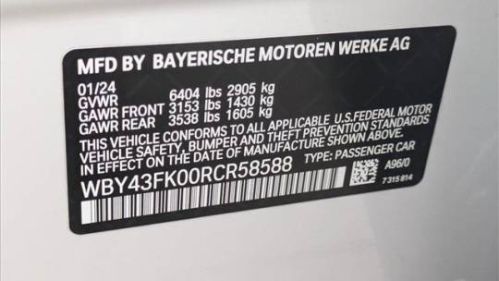 MFD BY BAYERISCHE MOTOREN WERKE AG
01/24
GVWR 6404 lbs 2905 kg
GAWR FRONT 3153 lbs 1430 kg
GAWR REAR 3538 lbs 1605 kg
THIS VEHICLE CONFORMS TO ALL APPLICABLE U.S. FEDERAL MOTOR
VEHICLE SAFETY, BUMPER AND THEFT PREVENTION
STANDARDS IN EFFECT ON THE DATE OF MANUFACTURE SHOWN ABOVE.
WBY43FK00RCR58588 TYPE: PASSENGER CAR
A96/0
7 315 814